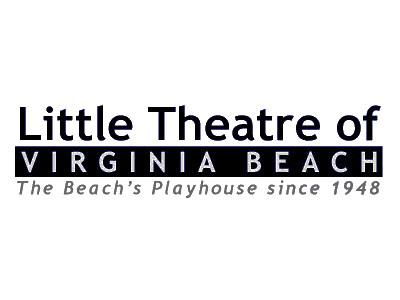 Little Theatre of
VIRGINIA BEACH
The Beach's Playhouse since 1948